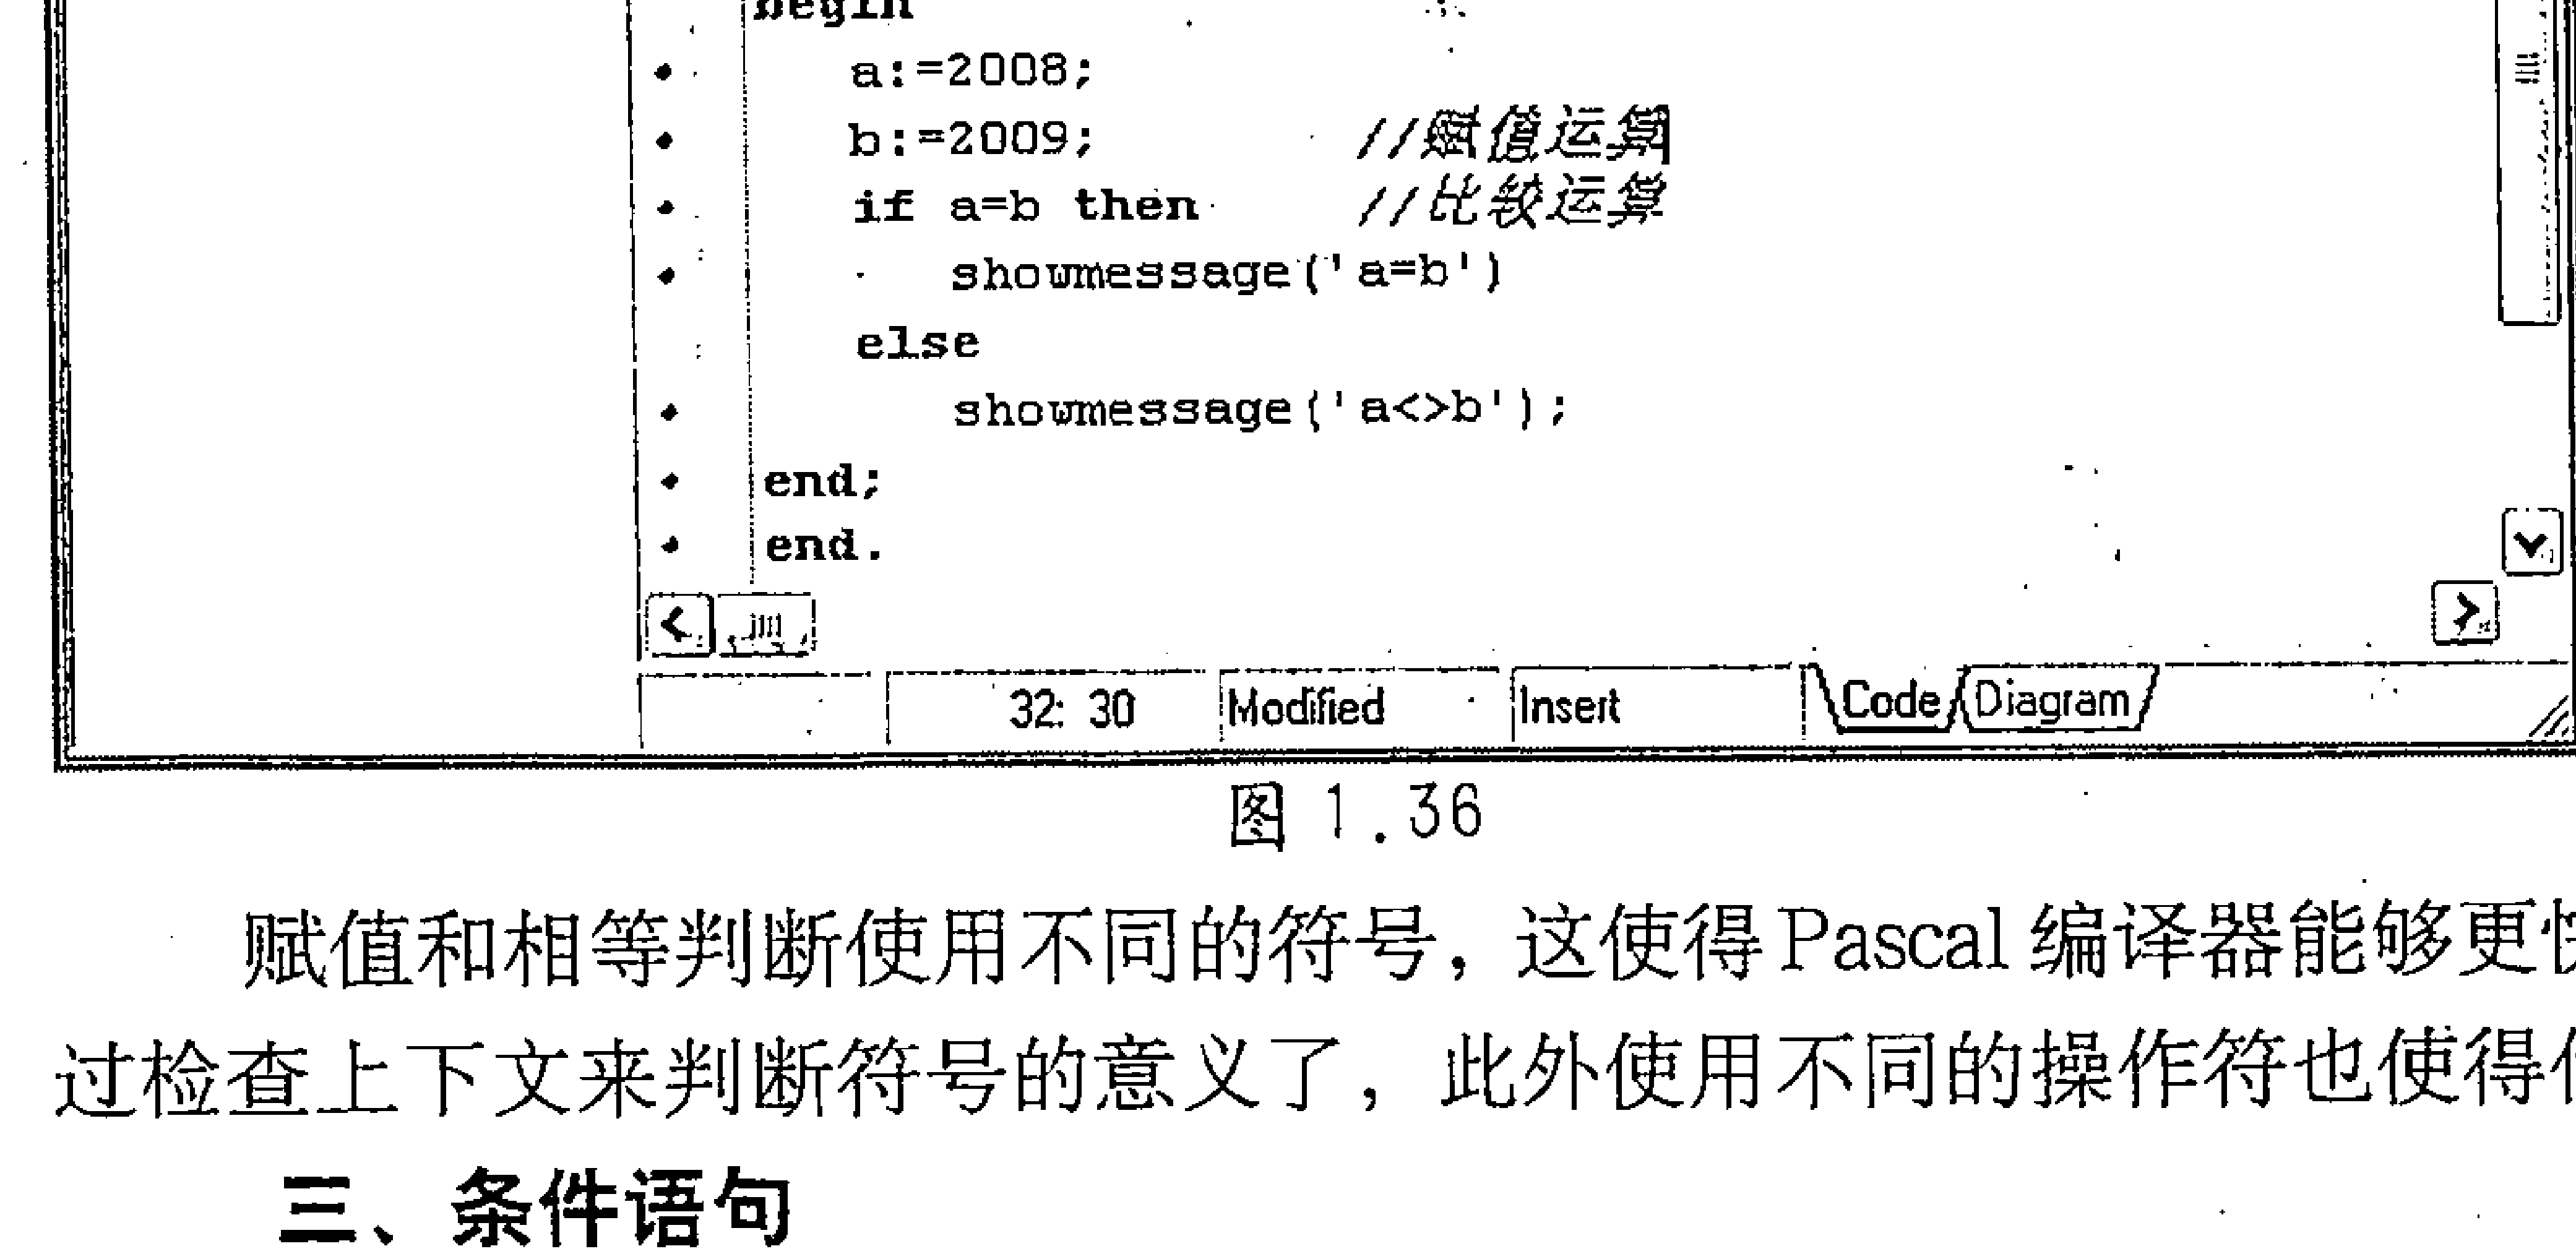 begin
a:=2008;
b:=2009; //赋值运算
if a=b then //比较运算
showmessage('a=b')
else
showmessage('a<>b');
end;
end.
32: 30 Modified Insert Code Diagram
图 1.36
赋值和相等判断使用不同的符号，这使得 Pascal 编译器能够更
过检查上下文来判断符号的意义了，此外使用不同的操作符也使得
三、条件语句